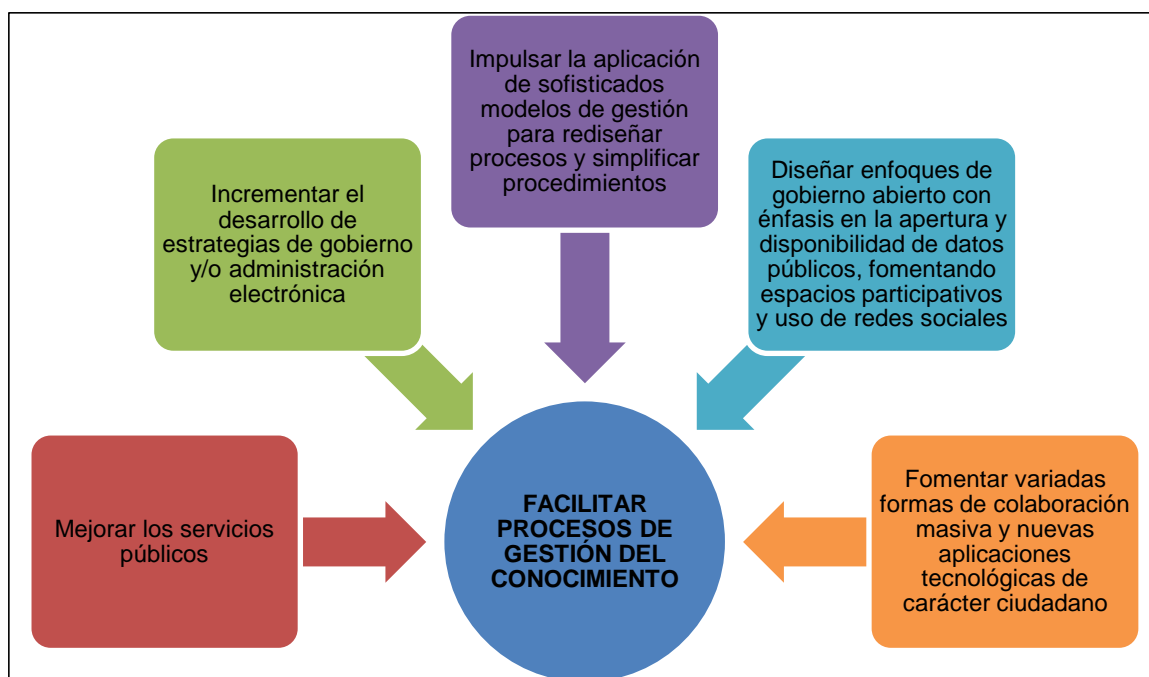 Impulsar la aplicación
de sofisticados
modelos de gestión
para rediseñar
procesos y simplificar
procedimientos
Incrementar el
desarrollo de
estrategias de gobierno
y/o administración
electrónica
Diseñar enfoques de
gobierno abierto con
énfasis en la apertura y
disponibilidad de datos
públicos, fomentando
espacios participativos
y uso de redes sociales
Mejorar los servicios
públicos
FACILITAR
PROCESOS DE
GESTIÓN DEL
CONOCIMIENTO
Fomentar variadas
formas de colaboración
masiva y nuevas
aplicaciones
tecnológicas de
carácter ciudadano